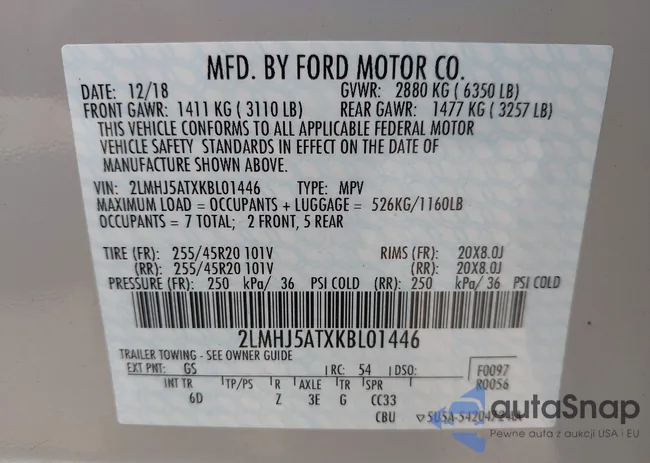 MFD. BY FORD MOTOR CO.
DATE: 12/18 GVWR: 2880 KG ( 6350 LB)
FRONT GAWR: 1411 KG ( 3110 LB) REAR GAWR: 1477 KG ( 3257 LB)
THIS VEHICLE CONFORMS TO ALL APPLICABLE FEDERAL MOTOR
VEHICLE SAFETY STANDARDS IN EFFECT ON THE DATE OF
MANUFACTURE SHOWN ABOVE.
VIN: 2LMHJ5ATXKBL01446 TYPE: MPV
MAXIMUM LOAD = OCCUPANTS + LUGGAGE = 526KG/1160LB
OCCUPANTS = 7 TOTAL; 2 FRONT, 5 REAR
TIRE (FR): 255/45R20 101V RIMS (FR): 20X8.0J
(RR): 255/45R20 101V (RR): 20X8.0J
PRESSURE (FR): 250 kPa/ 36 PSI COLD (RR): 250 kPa/ 36 PSI COLD
2LMHJ5ATXKBL01446
TRAILER TOWING - SEE OWNER GUIDE
EXT PNT: GS RC: 54 DSO: F0097
R0056
INT TR TP/PS R AXLE TR SPR
6D Z 3E G CC33
CBU
autoSnap
Pewne auta z aukcji USA i EU